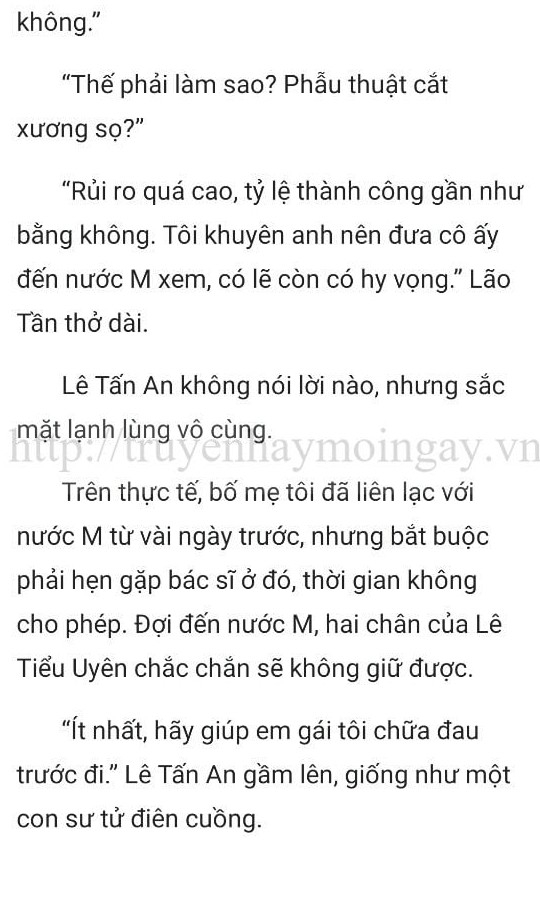 không.”
“Thế phải làm sao? Phẫu thuật cắt
xương sọ?”
“Rủi ro quá cao, tỷ lệ thành công gần như
bằng không. Tôi khuyên anh nên đưa cô ấy
đến nước M xem, có lẽ còn có hy vọng.” Lão
Tần thở dài.
Lê Tấn An không nói lời nào, nhưng sắc
mặt lạnh lùng vô cùng.
http://truyenhaymoingay.vn
Trên thực tế, bố mẹ tôi đã liên lạc với
nước M từ vài ngày trước, nhưng bắt buộc
phải hẹn gặp bác sĩ ở đó, thời gian không
cho phép. Đợi đến nước M, hai chân của Lê
Tiểu Uyên chắc chắn sẽ không giữ được.
“Ít nhất, hãy giúp em gái tôi chữa đau
trước đi.” Lê Tấn An gầm lên, giống như một
con sư tử điên cuồng.